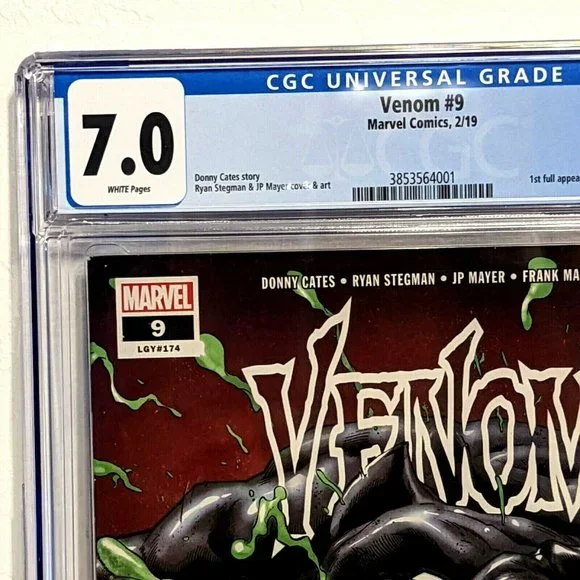 CGC UNIVERSAL GRADE
7.0
WHITE Pages
Venom #9
Marvel Comics, 2/19
Donny Cates story
Ryan Stegman & JP Mayer cover & art
3853564001
1st full appea
CGC
DONNY CATES • RYAN STEGMAN • JP MAYER • FRANK MA
MARVEL
9
LGY#174
VENOM